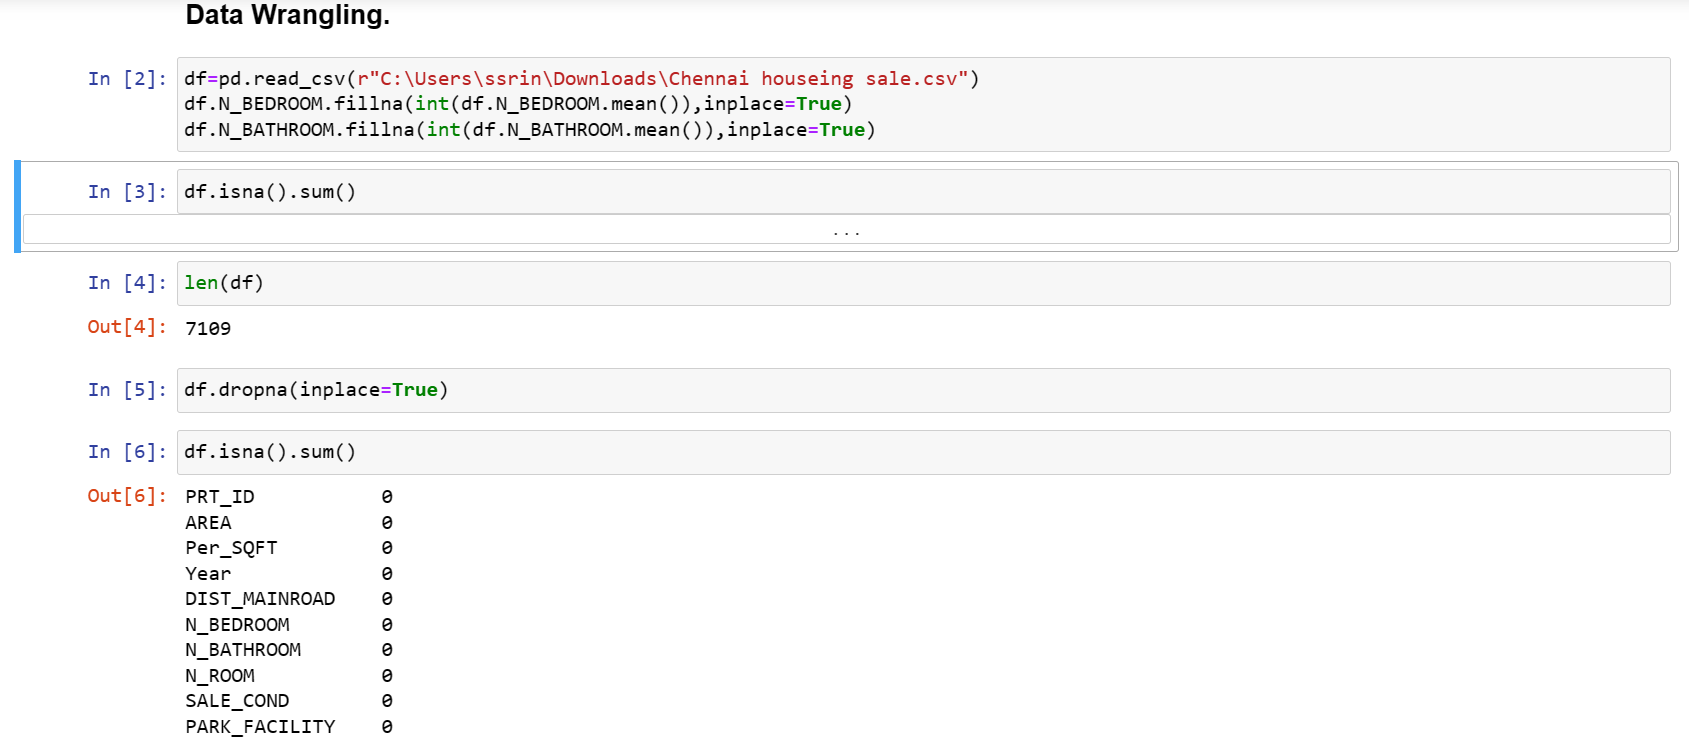 Data Wrangling.
In [2]: df=pd.read_csv(r"C:\Users\ssrin\Downloads\Chennai houseing sale.csv")
df.N_BEDROOM.fillna(int(df.N_BEDROOM.mean()),inplace=True)
df.N_BATHROOM.fillna(int(df.N_BATHROOM.mean()),inplace=True)
In [3]: df.isna().sum()
...
In [4]: len(df)
Out[4]: 7109
In [5]: df.dropna(inplace=True)
In [6]: df.isna().sum()
Out[6]: PRT_ID 0
AREA 0
Per_SQFT 0
Year 0
DIST_MAINROAD 0
N_BEDROOM 0
N_BATHROOM 0
N_ROOM 0
SALE_COND 0
PARK_FACILITY 0